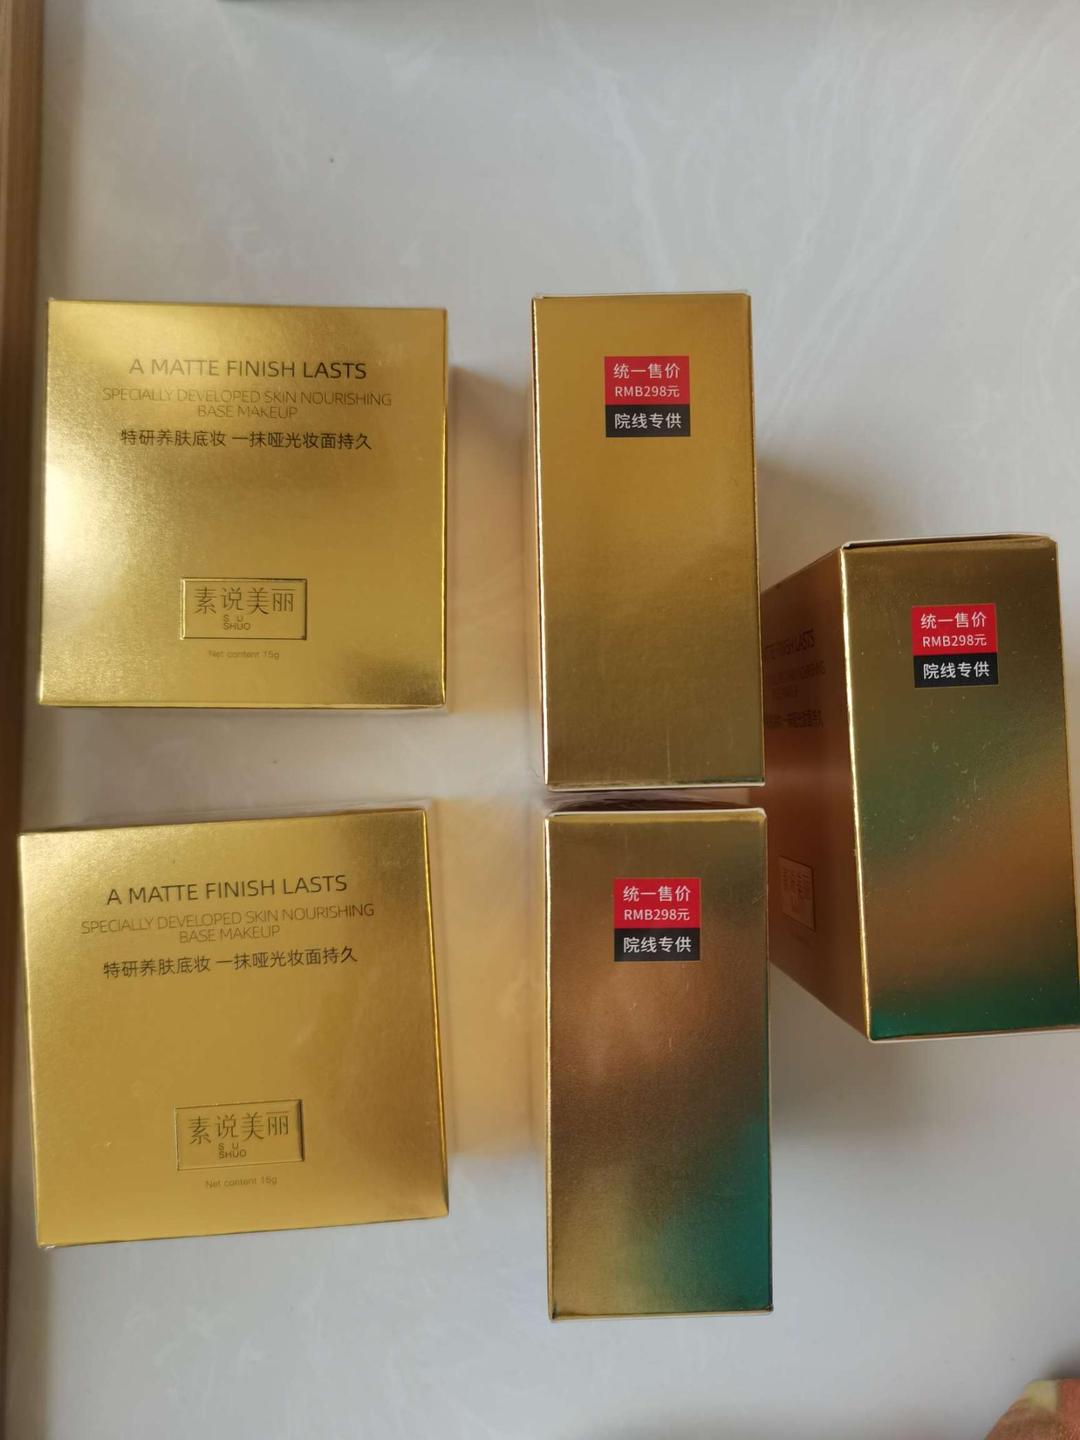 A MATTE FINISH LASTS
SPECIALLY DEVELOPED SKIN NOURISHING
BASE MAKEUP
特研养肤底妆 一抹哑光妆面持久
素说美丽
SU
SHUO
Net content 15g
统一售价
RMB298元
院线专供
统一售价
RMB298元
院线专供
A MATTE FINISH LASTS
SPECIALLY DEVELOPED SKIN NOURISHING
BASE MAKEUP
特研养肤底妆 一抹哑光妆面持久
素说美丽
SU
SHUO
Net content 15g
统一售价
RMB298元
院线专供